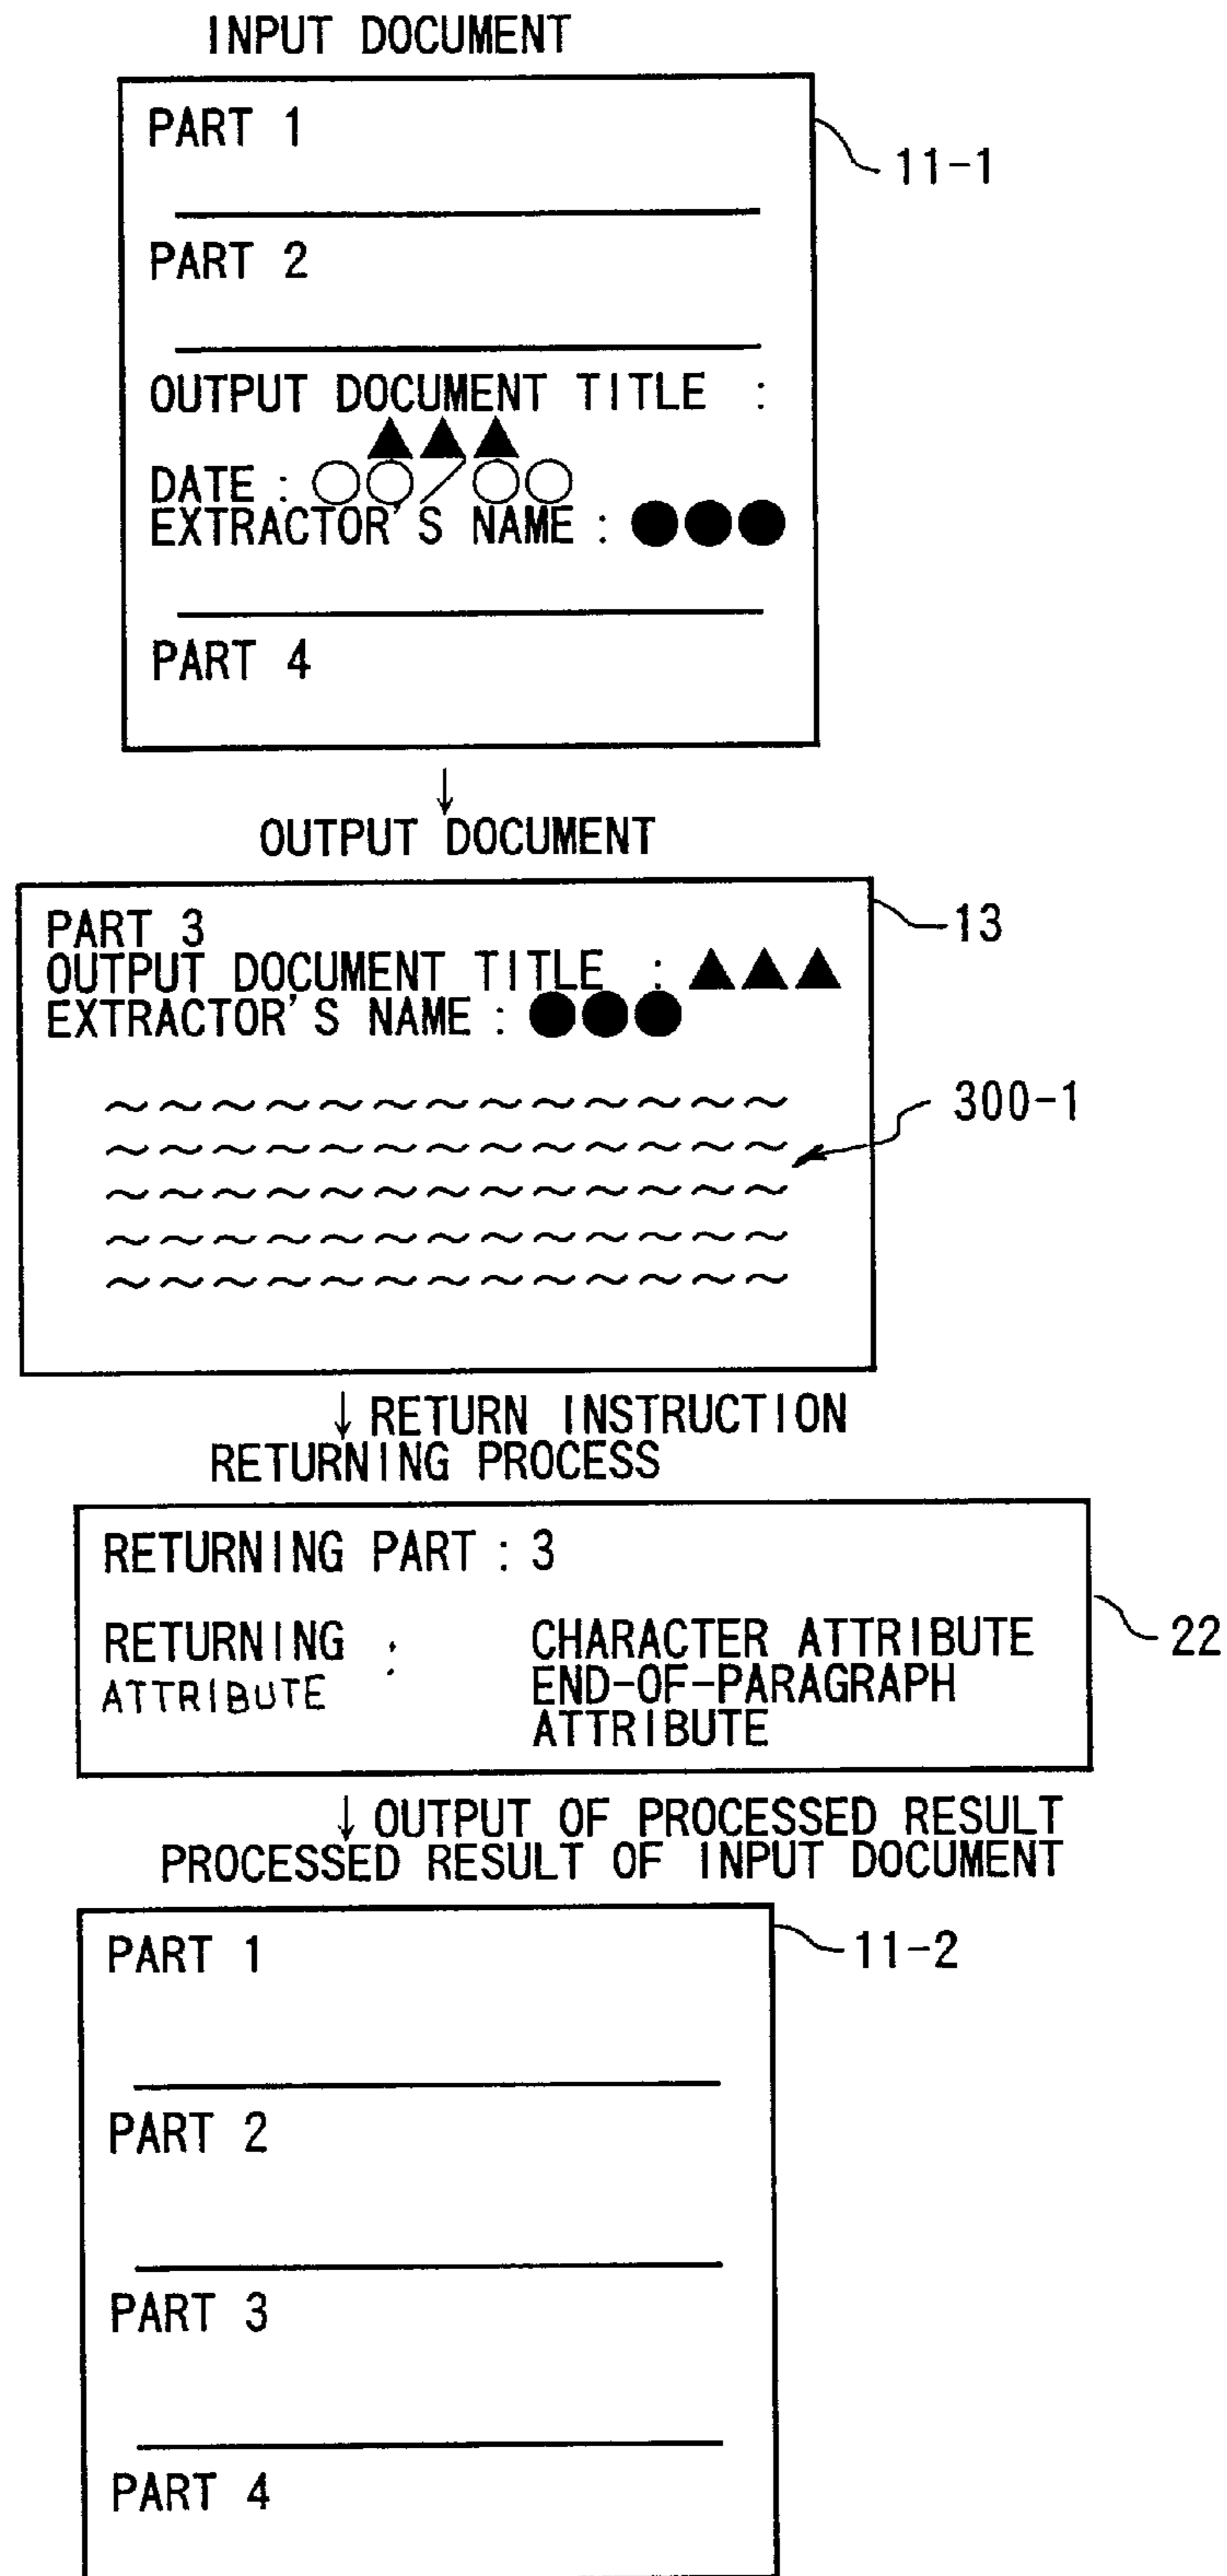 INPUT DOCUMENT
PART 1
11-1
PART 2
OUTPUT DOCUMENT TITLE :
▲▲▲
DATE : ○○/○○
EXTRACTOR'S NAME : ●●●
PART 4
↓
OUTPUT DOCUMENT
PART 3
13
OUTPUT DOCUMENT TITLE : ▲▲▲
EXTRACTOR'S NAME : ●●●
~~~~~~~~~~~~~
300-1
~~~~~~~~~~~~~
~~~~~~~~~~~~~
~~~~~~~~~~~~~
~~~~~~~~~~~~~
↓ RETURN INSTRUCTION
RETURNING PROCESS
RETURNING PART : 3
RETURNING : CHARACTER ATTRIBUTE
22
ATTRIBUTE END-OF-PARAGRAPH
ATTRIBUTE
↓ OUTPUT OF PROCESSED RESULT
PROCESSED RESULT OF INPUT DOCUMENT
PART 1
11-2
PART 2
PART 3
PART 4